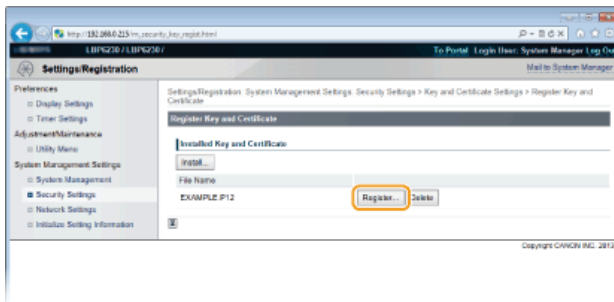 http://192.168.0.215/m_security_key_regist.html
LBP6230 / LBP6230 /
To Portal Login User: System Manager Log Ou
Settings/Registration
Mail to System Manager
Preferences
Display Settings
Timer Settings
Adjustment/Maintenance
Utility Menu
System Management Settings
System Management
Security Settings
Network Settings
Initialize Setting Information
Settings/Registration: System Management Settings: Security Settings > Key and Certificate Settings > Register Key and
Certificate
Register Key and Certificate
Installed Key and Certificate
Install...
File Name
EXAMPLE.P12
Register...
Delete
Copyright CANON INC. 2013